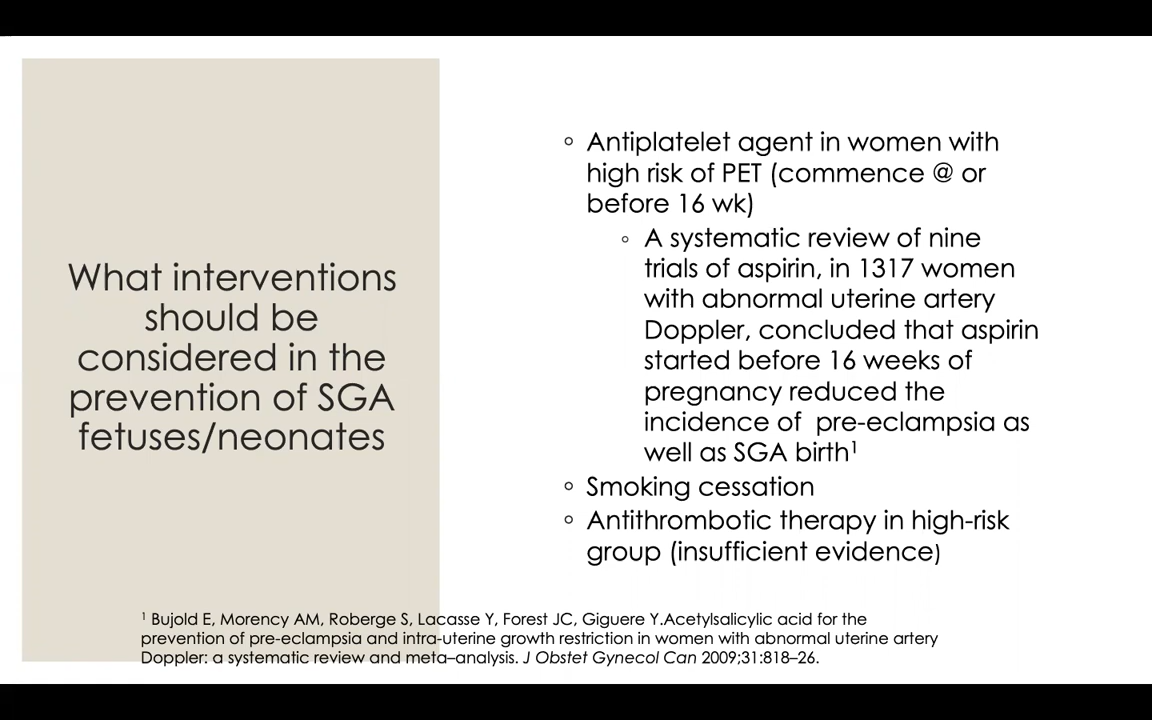 What interventions
should be
considered in the
prevention of SGA
fetuses/neonates
◦ Antiplatelet agent in women with
high risk of PET (commence @ or
before 16 wk)
◦ A systematic review of nine
trials of aspirin, in 1317 women
with abnormal uterine artery
Doppler, concluded that aspirin
started before 16 weeks of
pregnancy reduced the
incidence of  pre-eclampsia as
well as SGA birth¹
◦ Smoking cessation
◦ Antithrombotic therapy in high-risk
group (insufficient evidence)
¹ Bujold E, Morency AM, Roberge S, Lacasse Y, Forest JC, Giguere Y.Acetylsalicylic acid for the
prevention of pre-eclampsia and intra-uterine growth restriction in women with abnormal uterine artery
Doppler: a systematic review and meta–analysis. J Obstet Gynecol Can 2009;31:818–26.